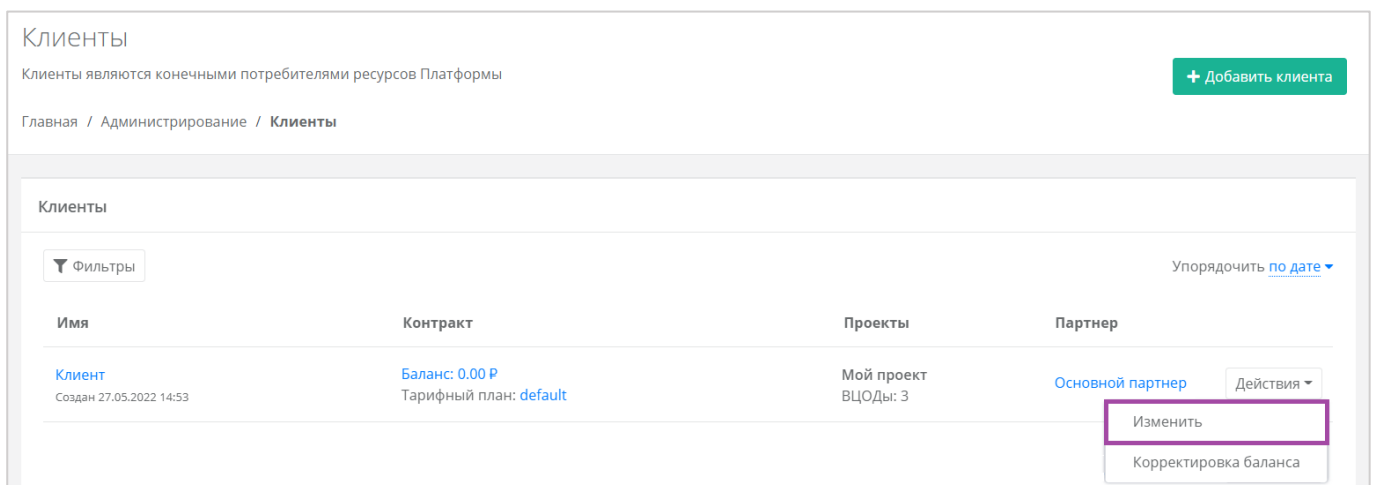 Клиенты
Клиенты являются конечными потребителями ресурсов Платформы
Добавить клиента
Главная / Администрирование / Клиенты
Клиенты
Фильтры
Упорядочить по дате
Имя Контракт Проекты Партнер
Клиент Баланс: 0.00 ₽ Мой проект Основной партнер Действия
Создан 27.05.2022 14:53 Тарифный план: default ВЦОДы: 3
Изменить
Корректировка баланса